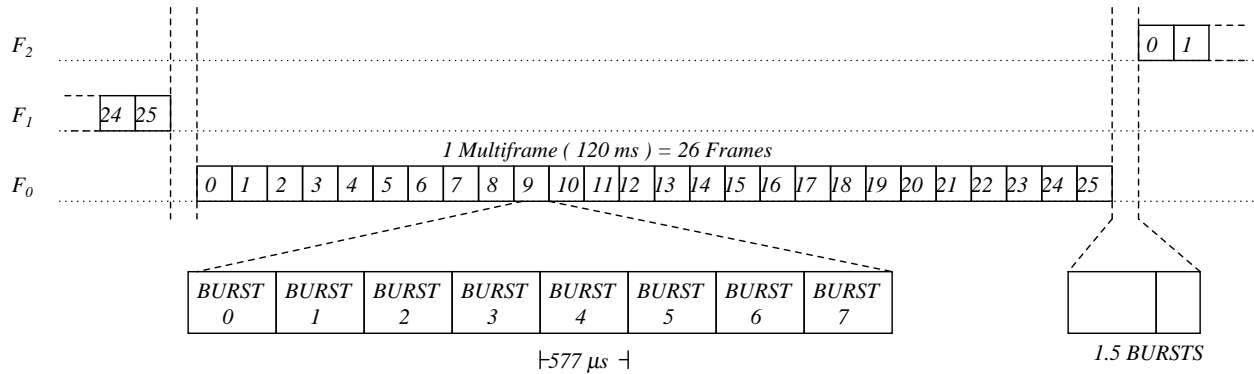 F2
0 1
F1
24 25
1 Multiframe ( 120 ms ) = 26 Frames
F0
0 1 2 3 4 5 6 7 8 9 10 11 12 13 14 15 16 17 18 19 20 21 22 23 24 25
BURST 0
BURST 1
BURST 2
BURST 3
BURST 4
BURST 5
BURST 6
BURST 7
577 μs
1.5 BURSTS